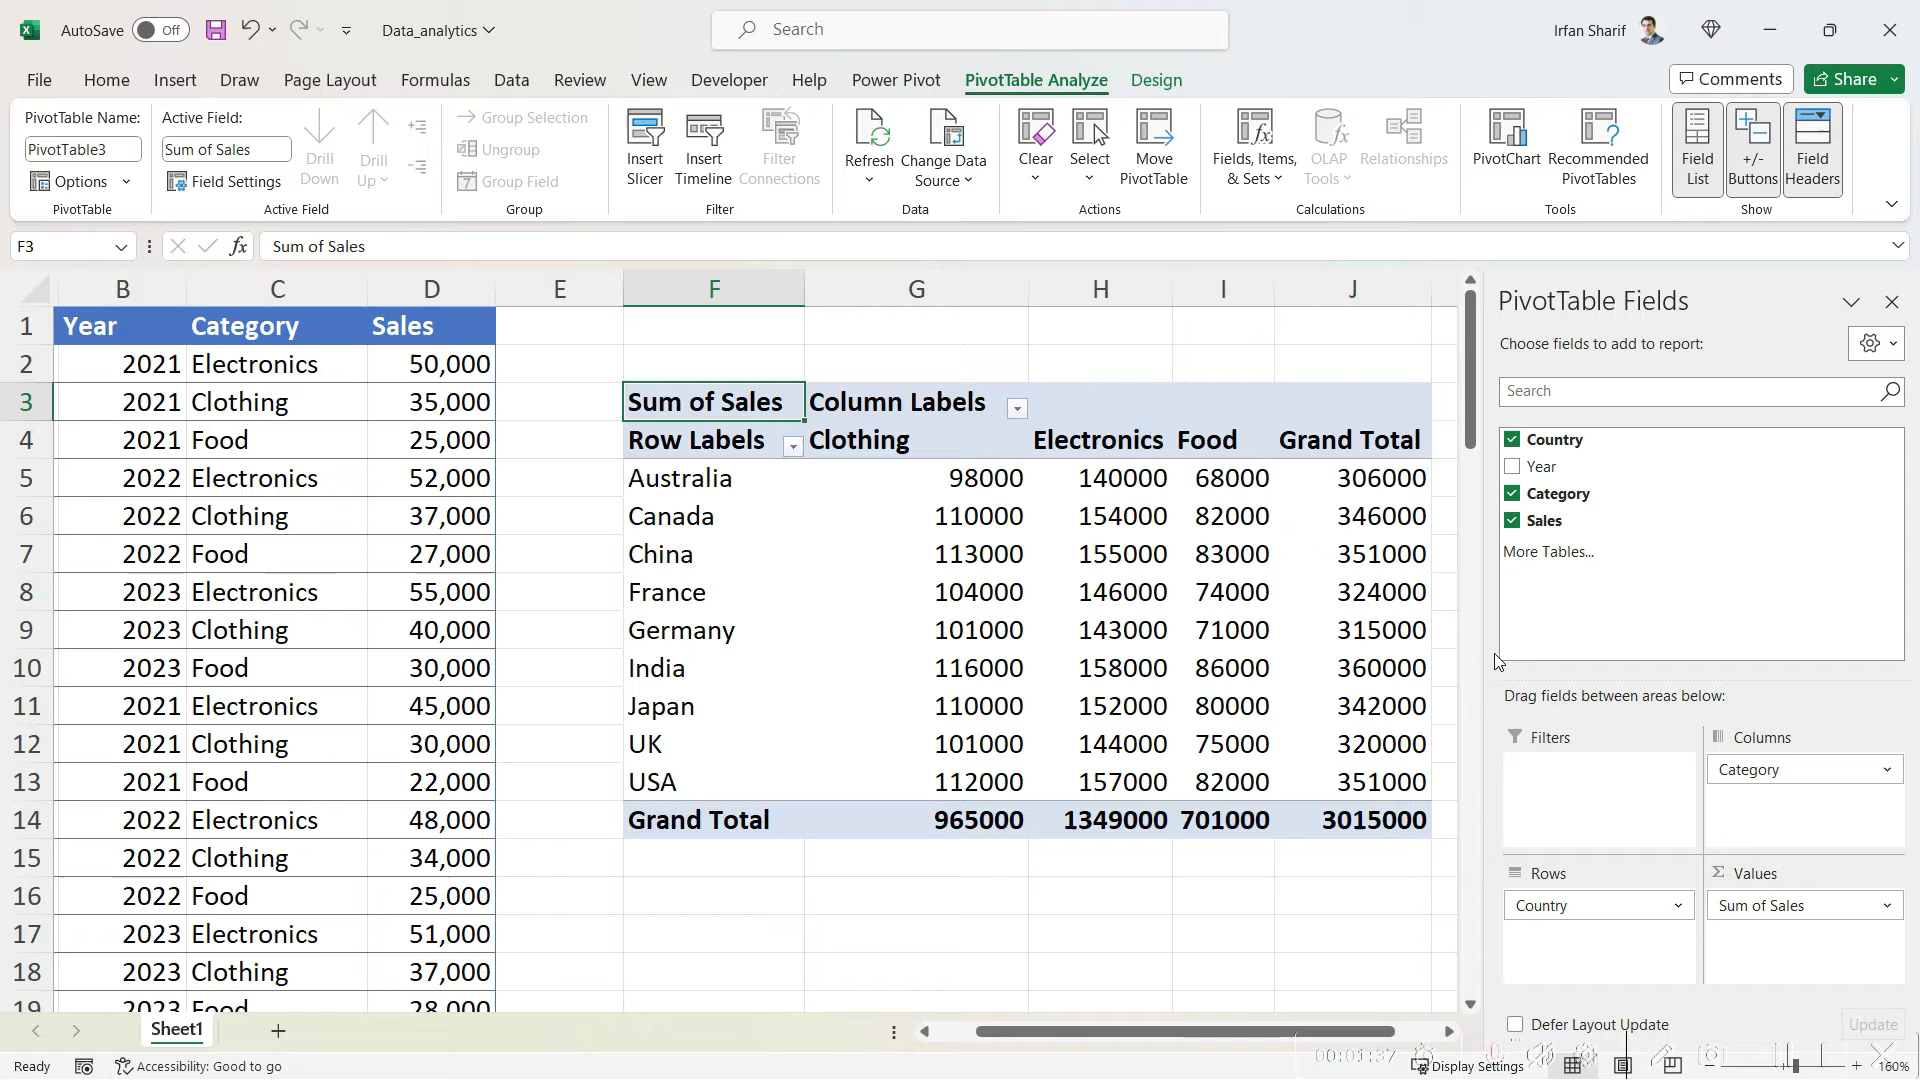 AutoSave Off Data_analytics Search Irfan Sharif
File Home Insert Draw Page Layout Formulas Data Review View Developer Help Power Pivot PivotTable Analyze Design Comments Share
PivotTable Name:
PivotTable3
Options
PivotTable
Active Field:
Sum of Sales
Field Settings
Drill Down
Drill Up
Active Field
Group Selection
Ungroup
Group Field
Group
Insert Slicer
Insert Timeline
Filter Connections
Filter
Refresh
Change Data Source
Data
Clear
Select
Move PivotTable
Actions
Fields, Items, & Sets
OLAP Tools
Relationships
Calculations
PivotChart
Recommended PivotTables
Tools
Field List
+/- Buttons
Field Headers
Show
F3 fx Sum of Sales
B C D E F G H I J
1 Year Category Sales
2 2021 Electronics 50,000
3 2021 Clothing 35,000 Sum of Sales Column Labels
4 2021 Food 25,000 Row Labels Clothing Electronics Food Grand Total
5 2022 Electronics 52,000 Australia 98000 140000 68000 306000
6 2022 Clothing 37,000 Canada 110000 154000 82000 346000
7 2022 Food 27,000 China 113000 155000 83000 351000
8 2023 Electronics 55,000 France 104000 146000 74000 324000
9 2023 Clothing 40,000 Germany 101000 143000 71000 315000
10 2023 Food 30,000 India 116000 158000 86000 360000
11 2021 Electronics 45,000 Japan 110000 152000 80000 342000
12 2021 Clothing 30,000 UK 101000 144000 75000 320000
13 2021 Food 22,000 USA 112000 157000 82000 351000
14 2022 Electronics 48,000 Grand Total 965000 1349000 701000 3015000
15 2022 Clothing 34,000
16 2022 Food 25,000
17 2023 Electronics 51,000
18 2023 Clothing 37,000
19 2023 Food 28,000
PivotTable Fields
Choose fields to add to report:
Search
Country
Year
Category
Sales
More Tables...
Drag fields between areas below:
Filters
Columns
Category
Rows
Country
Values
Sum of Sales
Defer Layout Update
Update
Sheet1
Ready
Accessibility: Good to go
00:01:37
Display Settings
160%